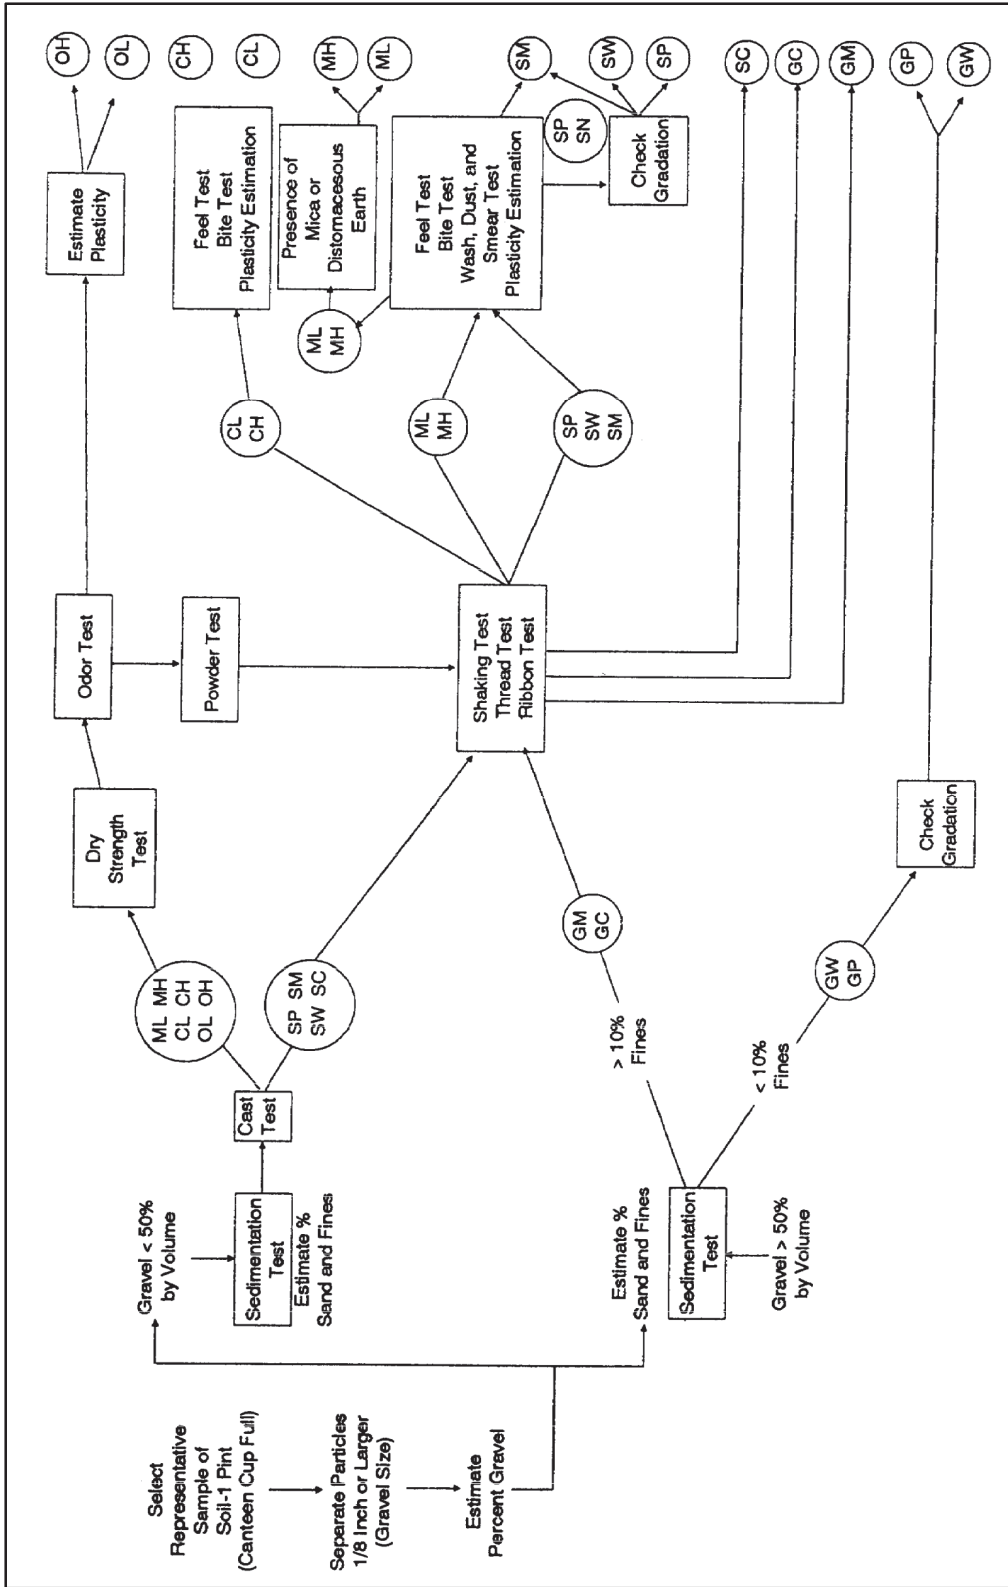 Select
Representative
Sample of
Soil-1 Pint
(Canteen Cup Full)
Separate Particles
1/8 Inch or Larger
(Gravel Size)
Estimate
Percent Gravel
Gravel < 50%
by Volume
Sedimentation
Test
Estimate %
Sand and Fines
Cast
Test
ML MH
CL CH
OL OH
SP SM
SW SC
Dry
Strength
Test
Odor Test
Powder Test
Estimate
Plasticity
OH
OL
CH
CL
MH
ML
SM
SW
SP
SC
GC
GM
GP
GW
Shaking Test
Thread Test
Ribbon Test
CL
CH
Feel Test
Bite Test
Plasticity Estimation
ML
MH
Presence of
Mica or
Distomacesous
Earth
ML
MH
SP
SW
SM
Feel Test
Bite Test
Wash, Dust, and
Smear Test
Plasticity Estimation
SP
SN
Check
Gradation
Estimate %
Sand and Fines
Sedimentation
Test
Gravel > 50%
by Volume
> 10%
Fines
GM
GC
< 10%
Fines
GW
GP
Check
Gradation